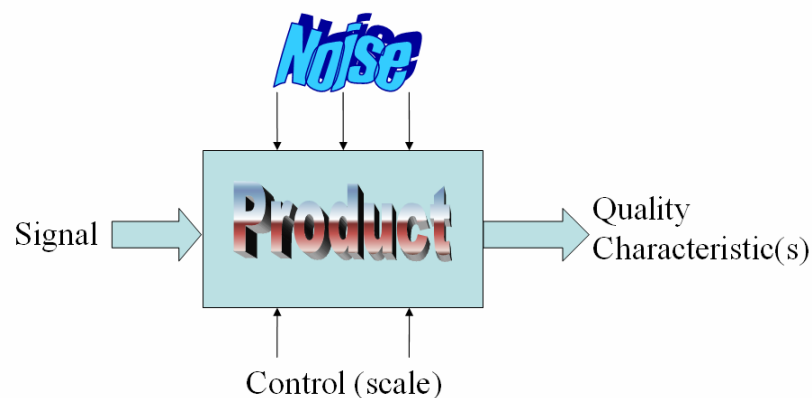 Noise
Product
Signal
Quality
Characteristic(s)
Control (scale)